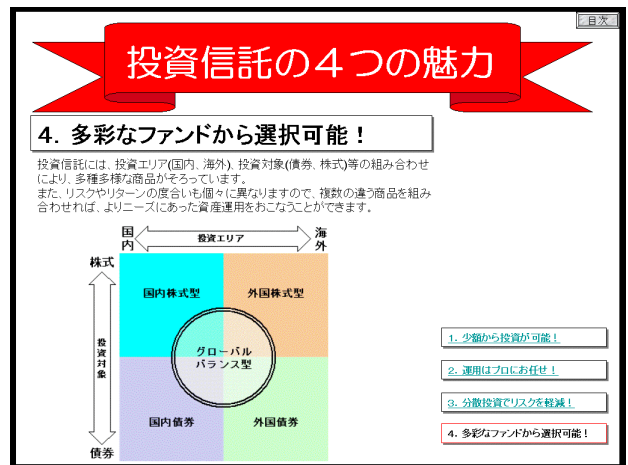 目次
投資信託の4つの魅力
4. 多彩なファンドから選択可能！
投資信託には、投資エリア(国内、海外)、投資対象(債券、株式)等の組み合わせ
により、多種多様な商品がそろっています。
また、リスクやリターンの度合いも個々に異なりますので、複数の違う商品を組み
合わせれば、よりニーズにあった資産運用をおこなうことができます。
国内
投資エリア
海外
株式
国内株式型
外国株式型
投資対象
グローバル
バランス型
国内債券
外国債券
債券
1. 少額から投資が可能！
2. 運用はプロにお任せ！
3. 分散投資でリスクを軽減！
4. 多彩なファンドから選択可能！